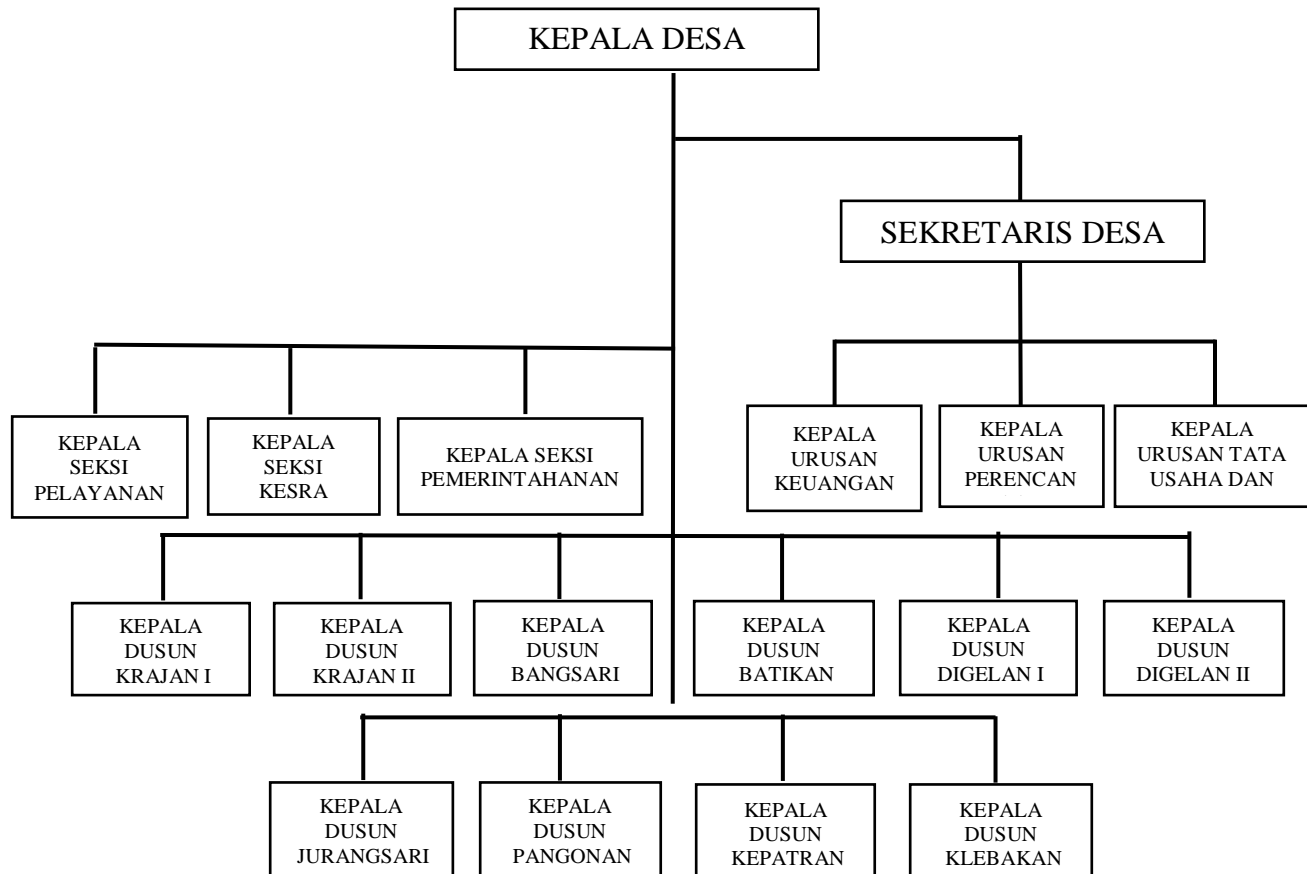 KEPALA DESA
SEKRETARIS DESA
KEPALA
SEKSI
PELAYANAN
KEPALA
SEKSI
KESRA
KEPALA SEKSI
PEMERINTAHANAN
KEPALA
URUSAN
KEUANGAN
KEPALA
URUSAN
PERENCAN
KEPALA
URUSAN TATA
USAHA DAN
KEPALA
DUSUN
KRAJAN I
KEPALA
DUSUN
KRAJAN II
KEPALA
DUSUN
BANGSARI
KEPALA
DUSUN
BATIKAN
KEPALA
DUSUN
DIGELAN I
KEPALA
DUSUN
DIGELAN II
KEPALA
DUSUN
JURANGSARI
KEPALA
DUSUN
PANGONAN
KEPALA
DUSUN
KEPATRAN
KEPALA
DUSUN
KLEBAKAN